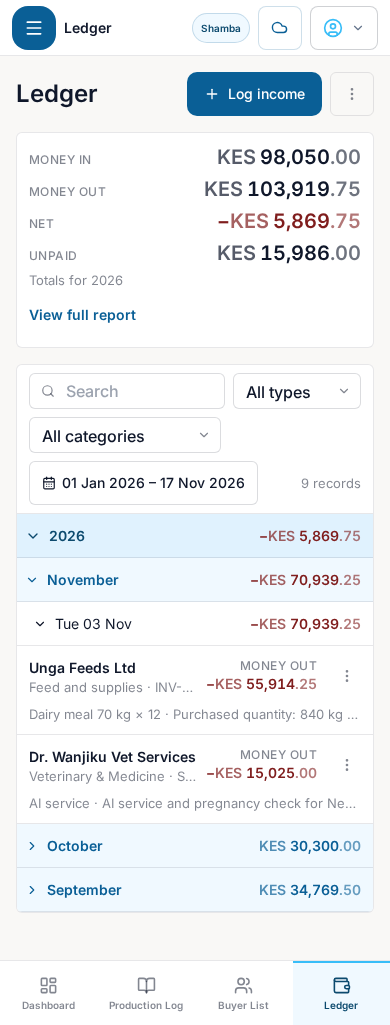 Ledger
Shamba
Ledger
Log income
MONEY IN KES 98,050.00
MONEY OUT KES 103,919.75
NET −KES 5,869.75
UNPAID KES 15,986.00
Totals for 2026
View full report
Search
All types
All categories
01 Jan 2026 – 17 Nov 2026
9 records
2026 −KES 5,869.75
November −KES 70,939.25
Tue 03 Nov −KES 70,939.25
Unga Feeds Ltd MONEY OUT
Feed and supplies · INV-... −KES 55,914.25
Dairy meal 70 kg × 12 · Purchased quantity: 840 kg ...
Dr. Wanjiku Vet Services MONEY OUT
Veterinary & Medicine · S... −KES 15,025.00
AI service · AI service and pregnancy check for Ne...
October KES 30,300.00
September KES 34,769.50
Dashboard Production Log Buyer List Ledger